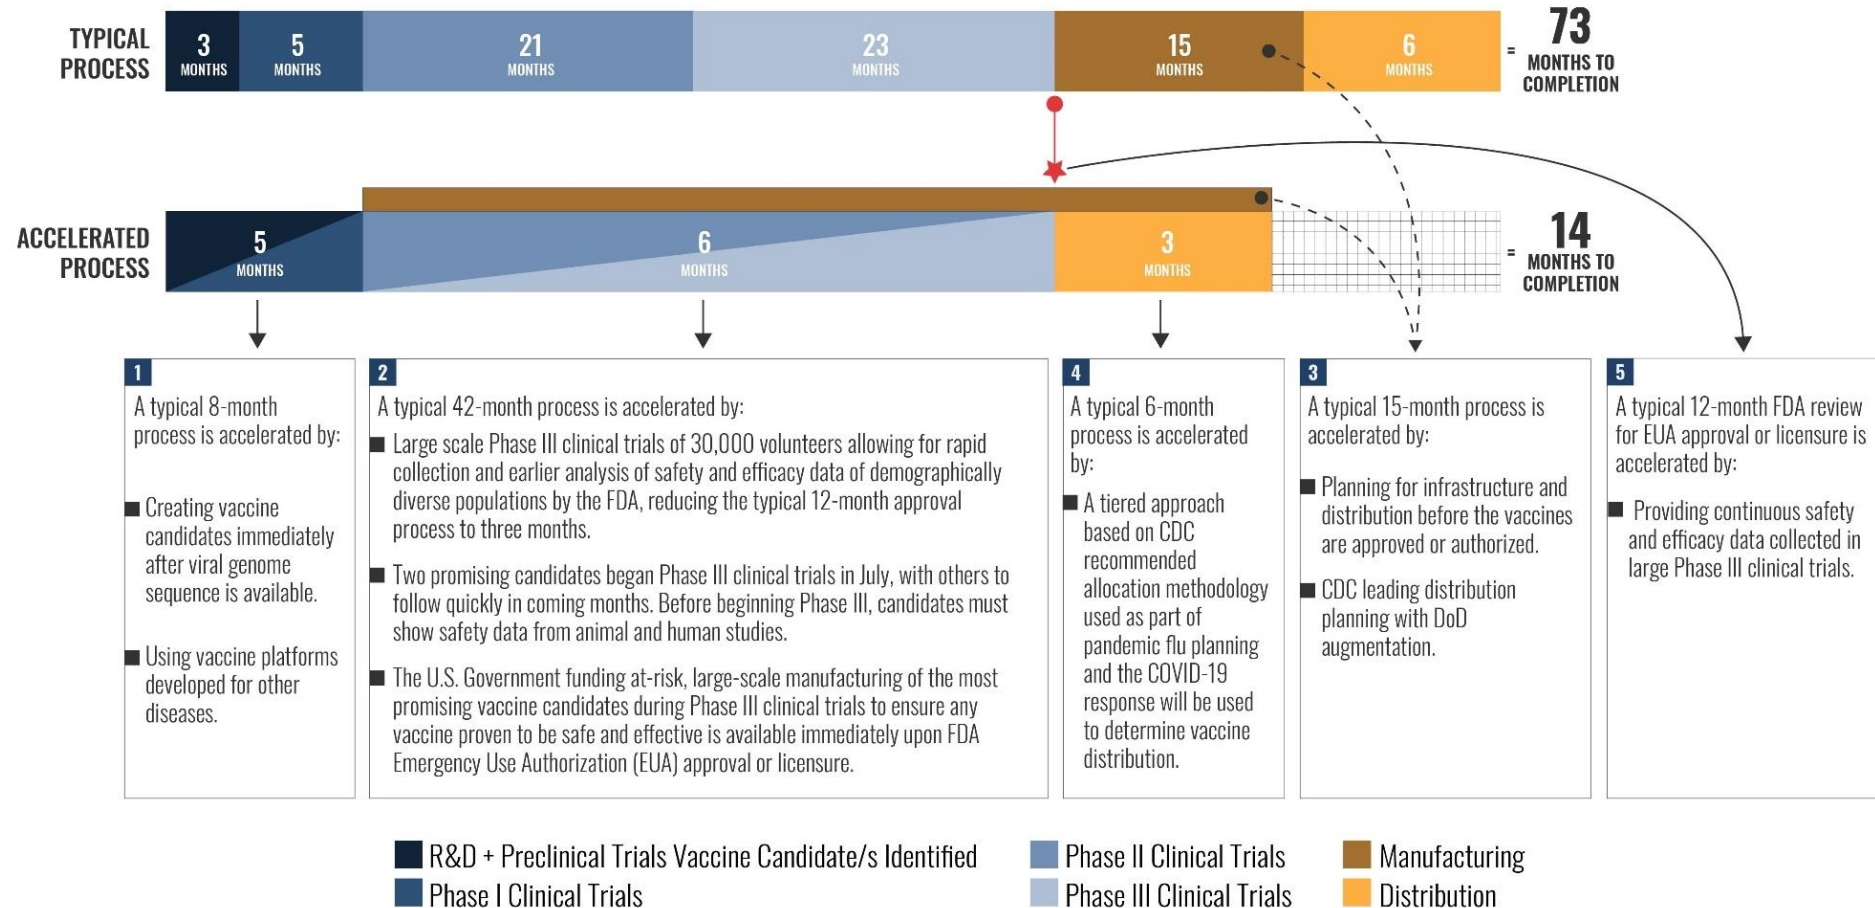 TYPICAL
PROCESS
3
MONTHS
5
MONTHS
21
MONTHS
23
MONTHS
15
MONTHS
6
MONTHS
=
73
MONTHS TO
COMPLETION
ACCELERATED
PROCESS
5
MONTHS
6
MONTHS
3
MONTHS
=
14
MONTHS TO
COMPLETION
1
A typical 8-month
process is accelerated by:
■ Creating vaccine
candidates immediately
after viral genome
sequence is available.
■ Using vaccine platforms
developed for other
diseases.
2
A typical 42-month process is accelerated by:
■ Large scale Phase III clinical trials of 30,000 volunteers allowing for rapid
collection and earlier analysis of safety and efficacy data of demographically
diverse populations by the FDA, reducing the typical 12-month approval
process to three months.
■ Two promising candidates began Phase III clinical trials in July, with others to
follow quickly in coming months. Before beginning Phase III, candidates must
show safety data from animal and human studies.
■ The U.S. Government funding at-risk, large-scale manufacturing of the most
promising vaccine candidates during Phase III clinical trials to ensure any
vaccine proven to be safe and effective is available immediately upon FDA
Emergency Use Authorization (EUA) approval or licensure.
4
A typical 6-month
process is accelerated
by:
■ A tiered approach
based on CDC
recommended
allocation methodology
used as part of
pandemic flu planning
and the COVID-19
response will be used
to determine vaccine
distribution.
3
A typical 15-month process is
accelerated by:
■ Planning for infrastructure and
distribution before the vaccines
are approved or authorized.
■ CDC leading distribution
planning with DoD
augmentation.
5
A typical 12-month FDA review
for EUA approval or licensure is
accelerated by:
■ Providing continuous safety
and efficacy data collected in
large Phase III clinical trials.
R&D + Preclinical Trials Vaccine Candidate/s Identified
Phase I Clinical Trials
Phase II Clinical Trials
Phase III Clinical Trials
Manufacturing
Distribution